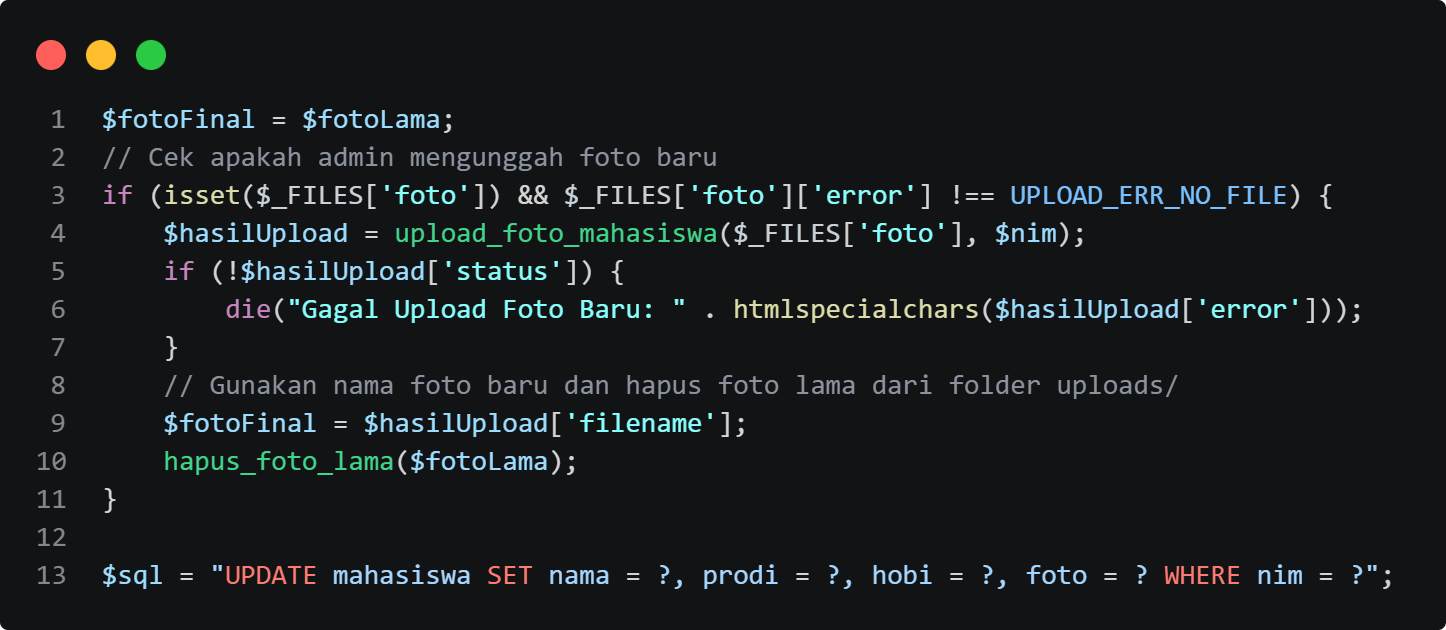 1 $fotoFinal = $fotoLama;
2 // Cek apakah admin mengunggah foto baru
3 if (isset($_FILES['foto']) && $_FILES['foto']['error'] !== UPLOAD_ERR_NO_FILE) {
4     $hasilUpload = upload_foto_mahasiswa($_FILES['foto'], $nim);
5     if (!$hasilUpload['status']) {
6         die("Gagal Upload Foto Baru: " . htmlspecialchars($hasilUpload['error']));
7     }
8     // Gunakan nama foto baru dan hapus foto lama dari folder uploads/
9     $fotoFinal = $hasilUpload['filename'];
10     hapus_foto_lama($fotoLama);
11 }
12
13 $sql = "UPDATE mahasiswa SET nama = ?, prodi = ?, hobi = ?, foto = ? WHERE nim = ?";